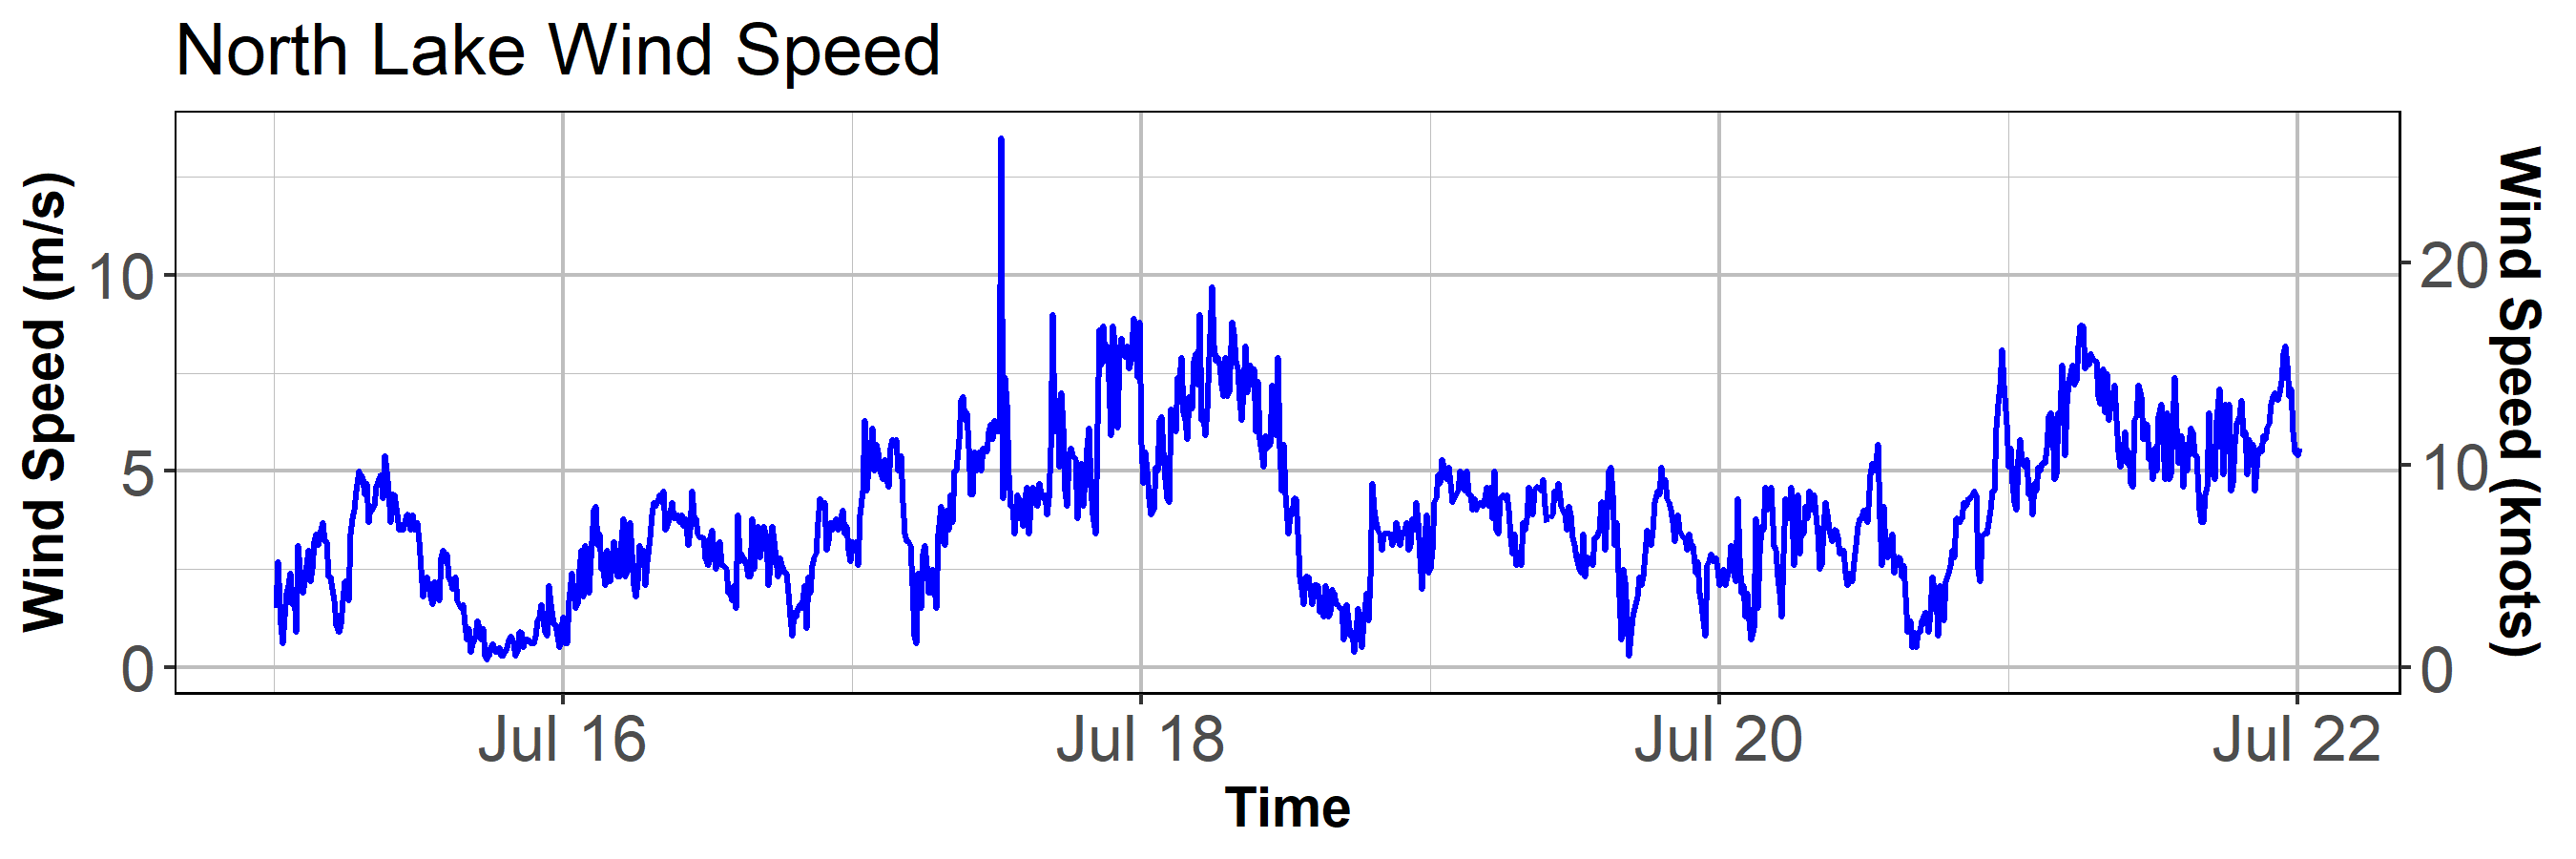 North Lake Wind Speed
Wind Speed (m/s)
10
5
0
20
10
0
Wind Speed (knots)
Jul 16 Jul 18 Jul 20 Jul 22
Time